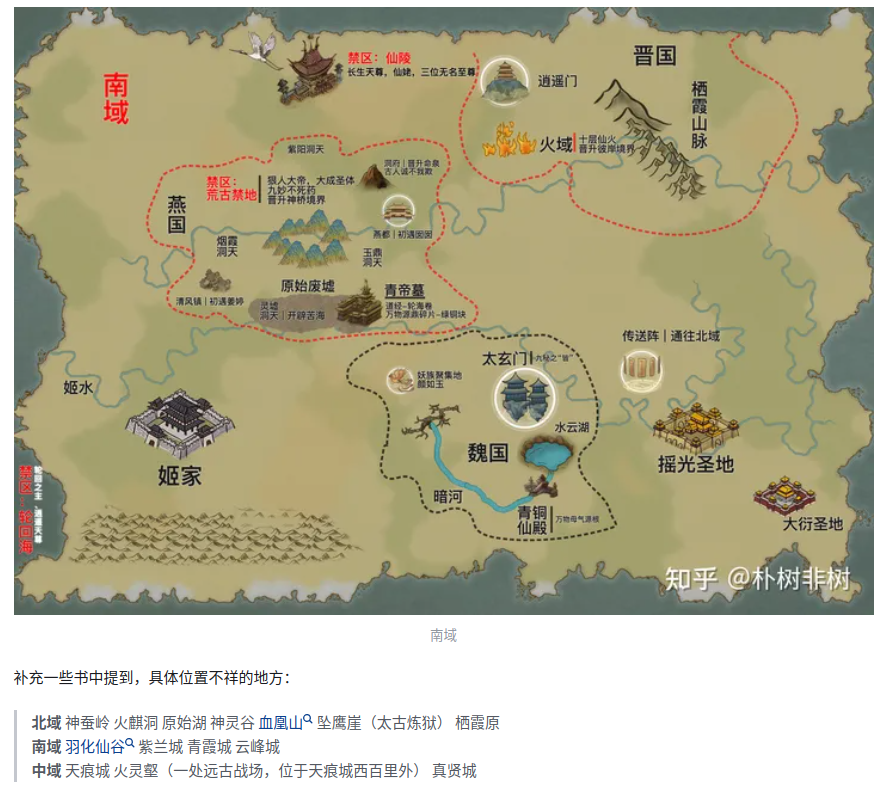 南域
禁区：仙陵
长生天尊，仙姥，三位无名至尊
逍遥门
晋国
栖霞山脉
火域
十层仙火
晋升彼岸境界
紫阳洞天
洞府｜晋升命泉
古人诚不我欺
禁区：
荒古禁地
狠人大帝，大成圣体
九妙不死药
晋升神桥境界
燕国
燕都｜初遇囡囡
烟霞
洞天
玉鼎
洞天
原始废墟
清风镇｜初遇姜婷
灵墟
洞天｜开辟苦海
青帝墓
道经-轮海卷
万物源鼎碎片-绿铜块
太玄门
九秘之“皆”
传送阵｜通往北域
妖族聚集地
颜如玉
姬水
姬家
水云湖
魏国
摇光圣地
暗河
青铜
仙殿
万物母气源根
大衍圣地
禁区：轮回海
轮回之主，逍遥天尊
知乎 @朴树非树
南域
补充一些书中提到，具体位置不祥的地方：
北域 神蚕岭 火麒洞 原始湖 神灵谷 血凰山 坠鹰崖（太古炼狱） 栖霞原
南域 羽化仙谷 紫兰城 青霞城 云峰城
中域 天痕城 火灵壑（一处远古战场，位于天痕城西百里外） 真贤城